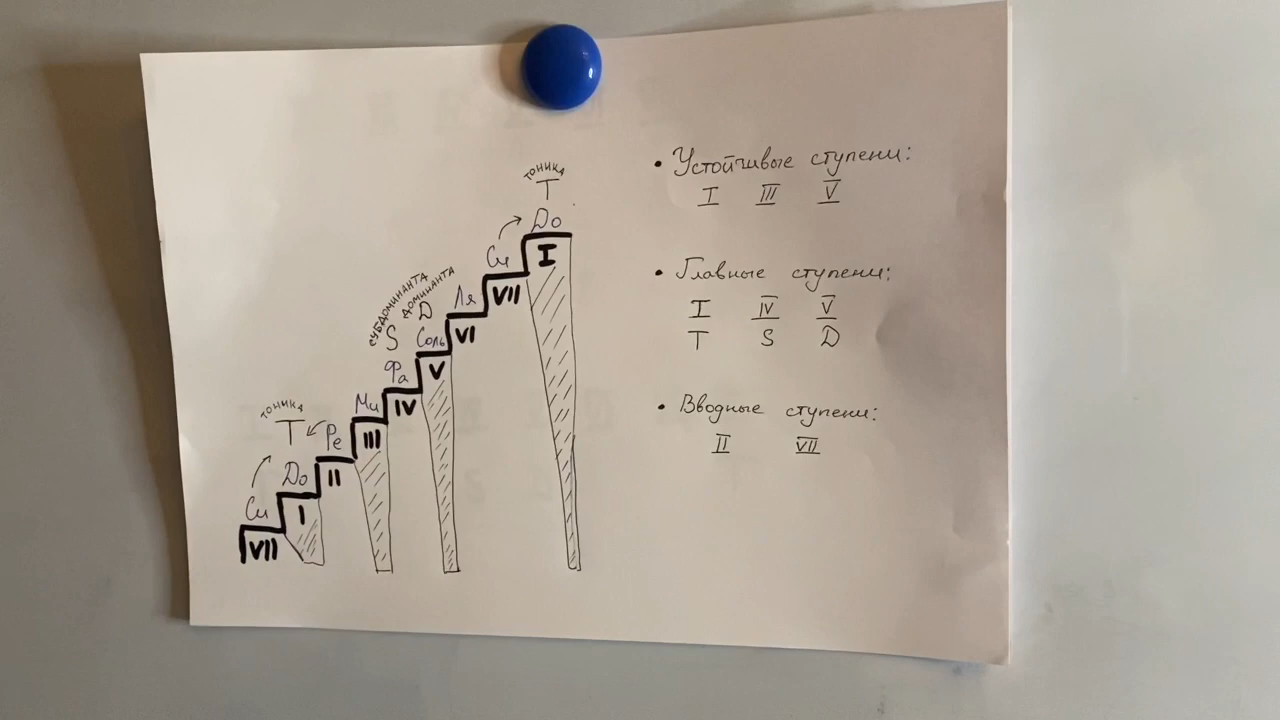 тоника
T
До
Си
I
VII
Ля
VI
субдоминанта
доминанта
S
D
Соль
V
Фа
IV
Ми
III
тоника
T
Ре
II
До
I
Си
VII
• Устойчивые ступени:
I III V
• Главные ступени:
I IV V
T S D
• Вводные ступени:
II VII